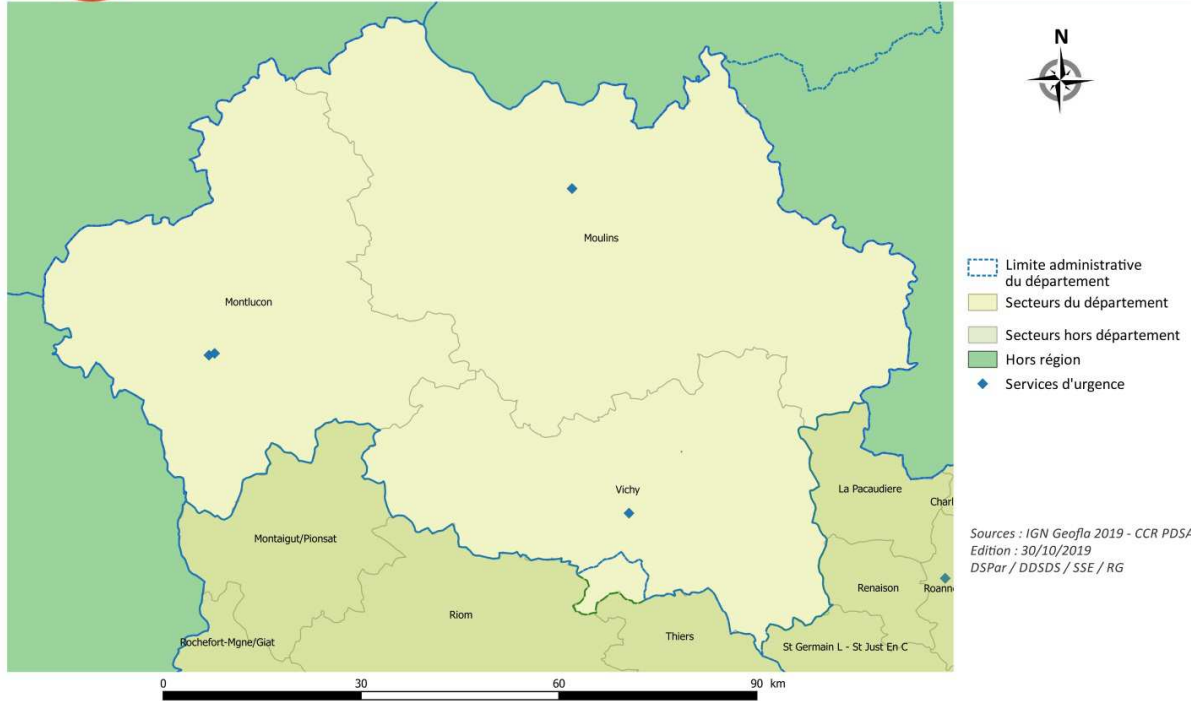 N
Moulins
Montlucon
Vichy
La Pacaudiere
Charl
Montaigut/Pionsat
Renaison
Roann
Riom
Thiers
Rochefort-Mgne/Giat
St Germain L - St Just En C
Limite administrative
du département
Secteurs du département
Secteurs hors département
Hors région
Services d'urgence
Sources : IGN Geofla 2019 - CCR PDSA
Edition : 30/10/2019
DSPar / DDSDS / SSE / RG
0 30 60 90 km